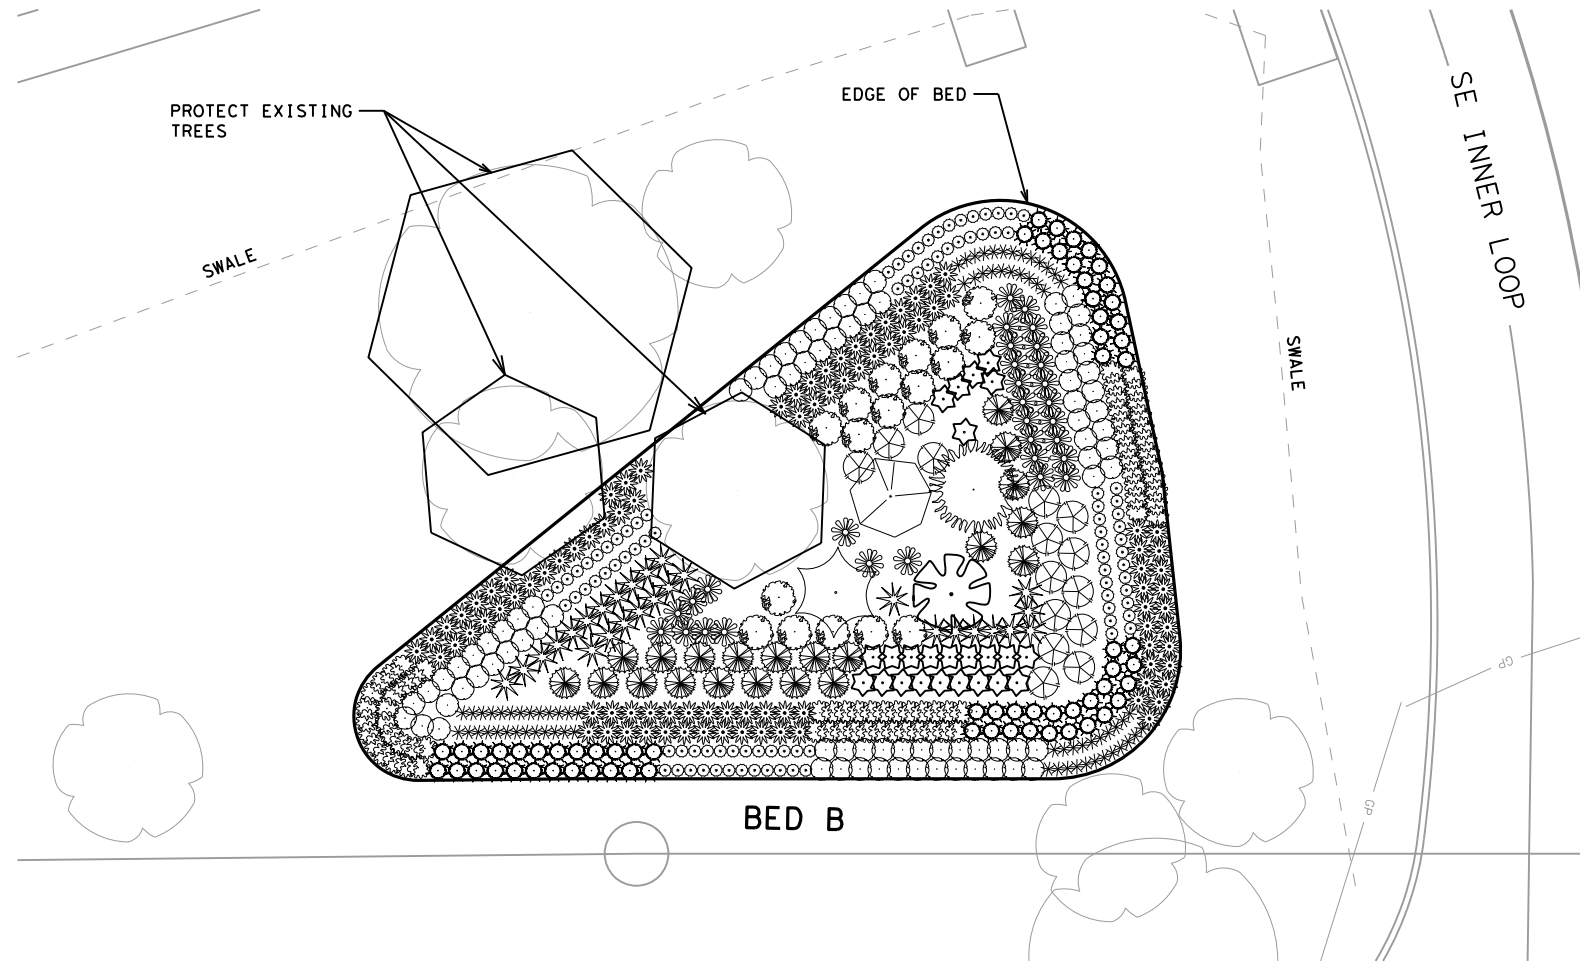 PROTECT EXISTING
TREES
EDGE OF BED
SE INNER LOOP
SWALE
SWALE
GP
GP
BED B